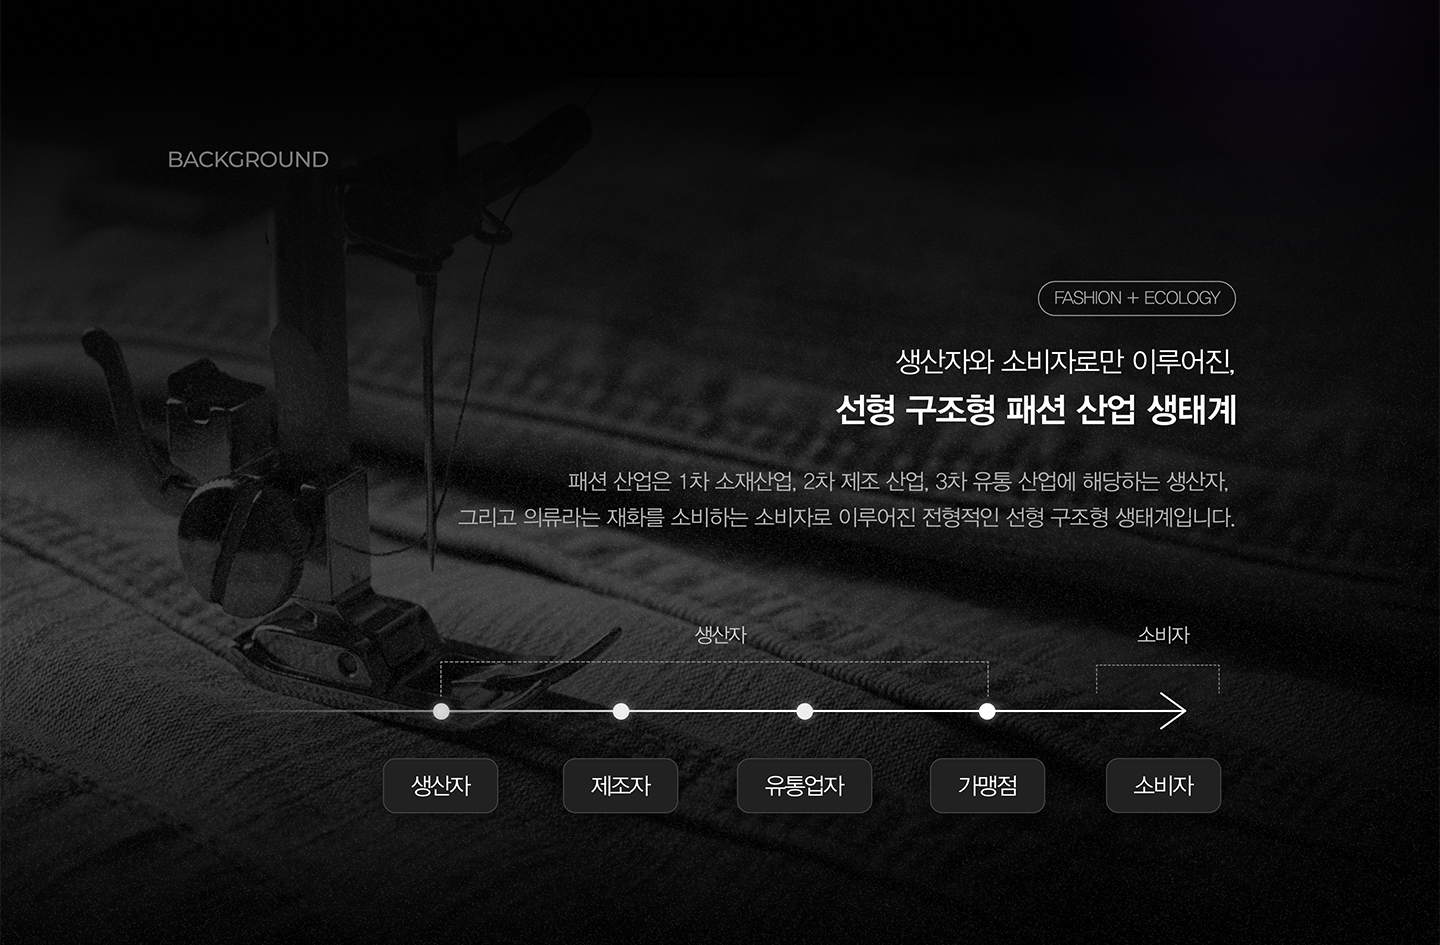 BACKGROUND
FASHION + ECOLOGY
생산자와 소비자로만 이루어진,
선형 구조형 패션 산업 생태계
패션 산업은 1차 소재산업, 2차 제조 산업, 3차 유통 산업에 해당하는 생산자,
그리고 의류라는 재화를 소비하는 소비자로 이루어진 전형적인 선형 구조형 생태계입니다.
생산자 소비자
생산자 제조자 유통업자 가맹점 소비자